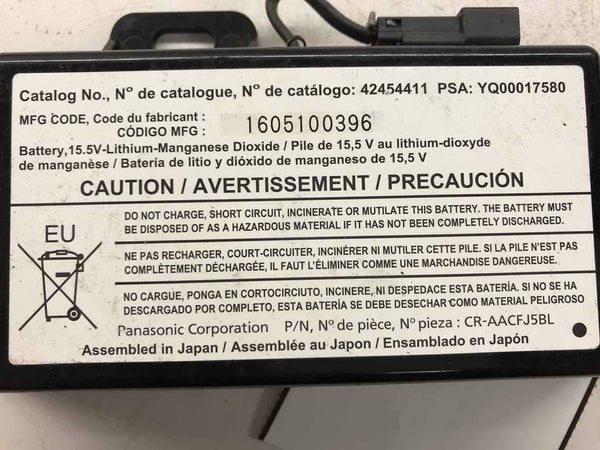 Catalog No., Nº de catalogue, Nº de catálogo: 42454411 PSA: YQ00017580
MFG CODE, Code du fabricant :
CÓDIGO MFG : 1605100396
Battery,15.5V-Lithium-Manganese Dioxide / Pile de 15,5 V au lithium-dioxyde
de manganèse / Batería de litio y dióxido de manganeso de 15,5 V
CAUTION / AVERTISSEMENT / PRECAUCIÓN
EU
DO NOT CHARGE, SHORT CIRCUIT, INCINERATE OR MUTILATE THIS BATTERY. THE BATTERY MUST
BE DISPOSED OF AS A HAZARDOUS MATERIAL IF IT HAS NOT BEEN COMPLETELY DISCHARGED.
NE PAS RECHARGER, COURT-CIRCUITER, INCINÉRER NI MUTILER CETTE PILE. SI LA PILE N'EST PAS
COMPLÈTEMENT DÉCHARGÉE, IL FAUT L'ÉLIMINER COMME UNE MARCHANDISE DANGEREUSE.
NO CARGUE, PONGA EN CORTOCIRCIUTO, INCINERE, NI DESPEDACE ESTA BATERÍA. SI NO SE HA
DESCARGADO POR COMPLETO, ESTA BATERÍA SE DEBE DESECHAR COMO MATERIAL PELIGROSO
Panasonic Corporation P/N, Nº de pièce, Nº pieza : CR-AACFJ5BL
Assembled in Japan / Assemblée au Japon / Ensamblado en Japón